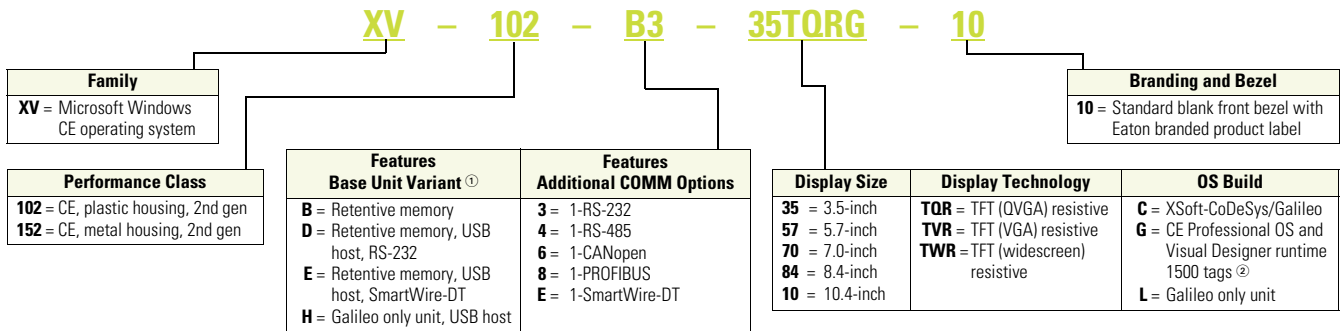 XV – 102 – B3 – 35TQRG – 10
Family
XV = Microsoft Windows
CE operating system
Branding and Bezel
10 = Standard blank front bezel with
Eaton branded product label
Performance Class
102 = CE, plastic housing, 2nd gen
152 = CE, metal housing, 2nd gen
Features
Base Unit Variant ①
B = Retentive memory
D = Retentive memory, USB
host, RS-232
E = Retentive memory, USB
host, SmartWire-DT
H = Galileo only unit, USB host
Features
Additional COMM Options
3 = 1-RS-232
4 = 1-RS-485
6 = 1-CANopen
8 = 1-PROFIBUS
E = 1-SmartWire-DT
Display Size
35 = 3.5-inch
57 = 5.7-inch
70 = 7.0-inch
84 = 8.4-inch
10 = 10.4-inch
Display Technology
TQR = TFT (QVGA) resistive
TVR = TFT (VGA) resistive
TWR = TFT (widescreen)
resistive
OS Build
C = XSoft-CoDeSys/Galileo
G = CE Professional OS and
Visual Designer runtime
1500 tags ②
L = Galileo only unit